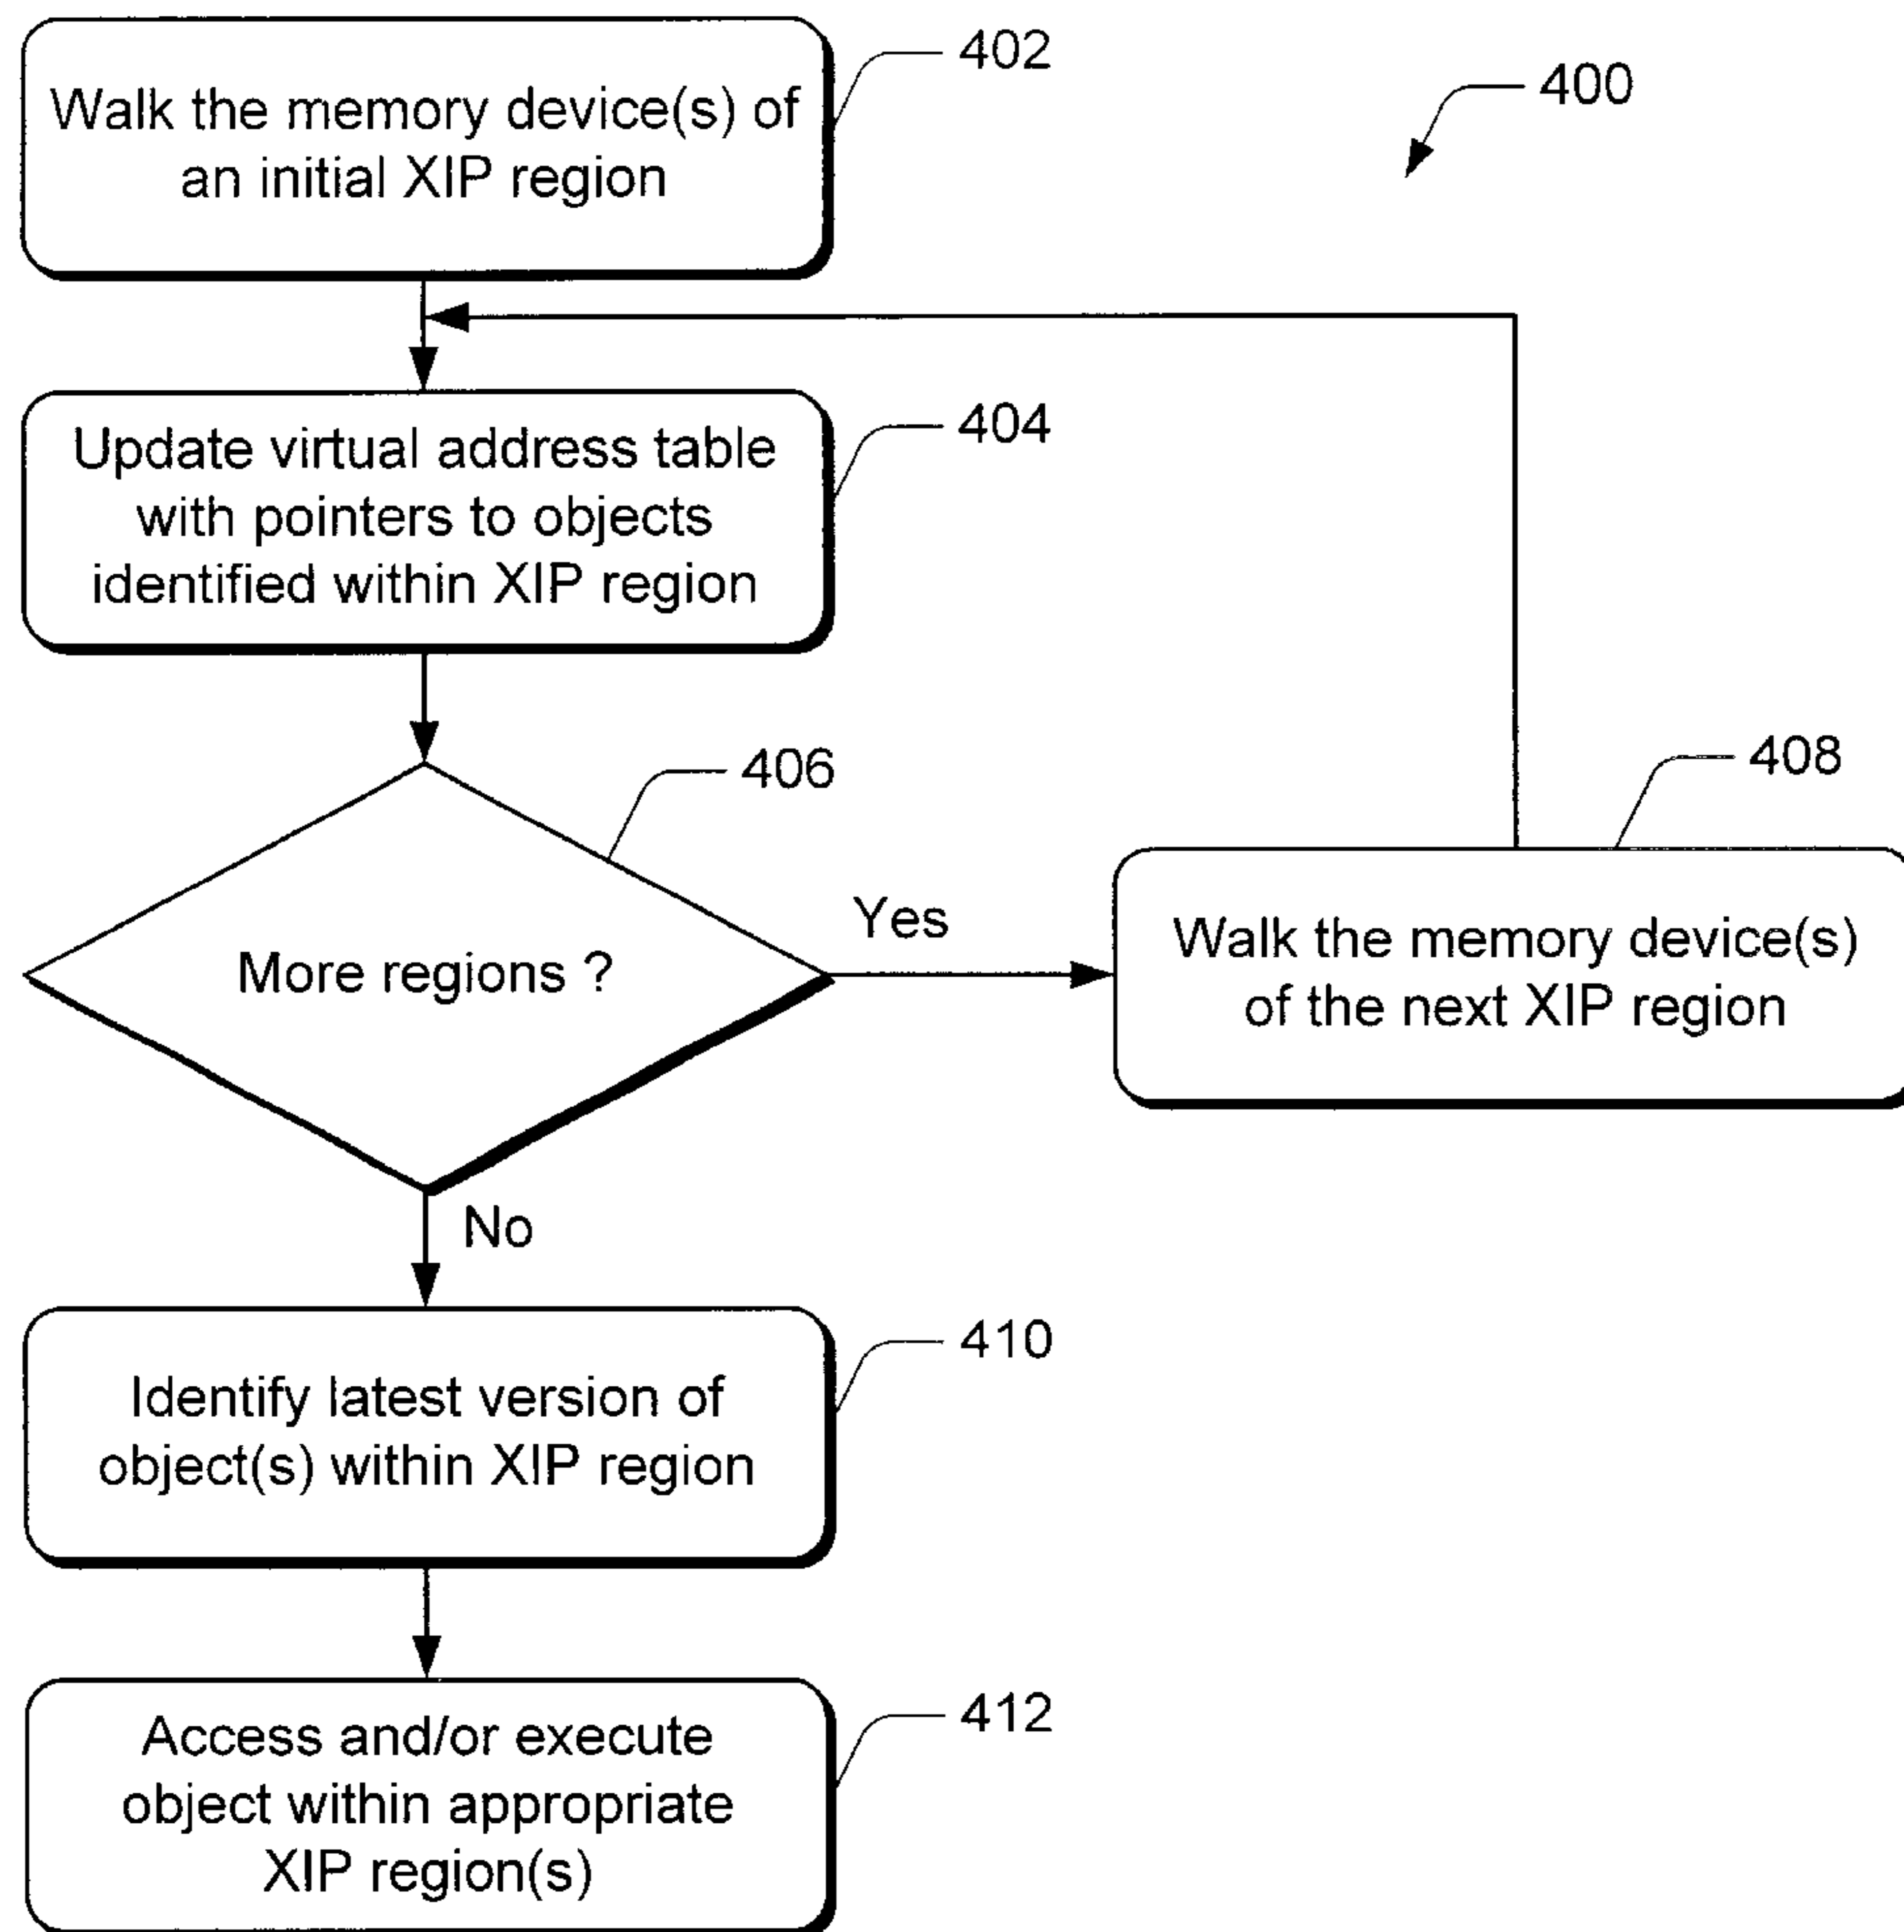 402
Walk the memory device(s) of
an initial XIP region
400
404
Update virtual address table
with pointers to objects
identified within XIP region
406
More regions ?
Yes
408
Walk the memory device(s)
of the next XIP region
No
410
Identify latest version of
object(s) within XIP region
412
Access and/or execute
object within appropriate
XIP region(s)